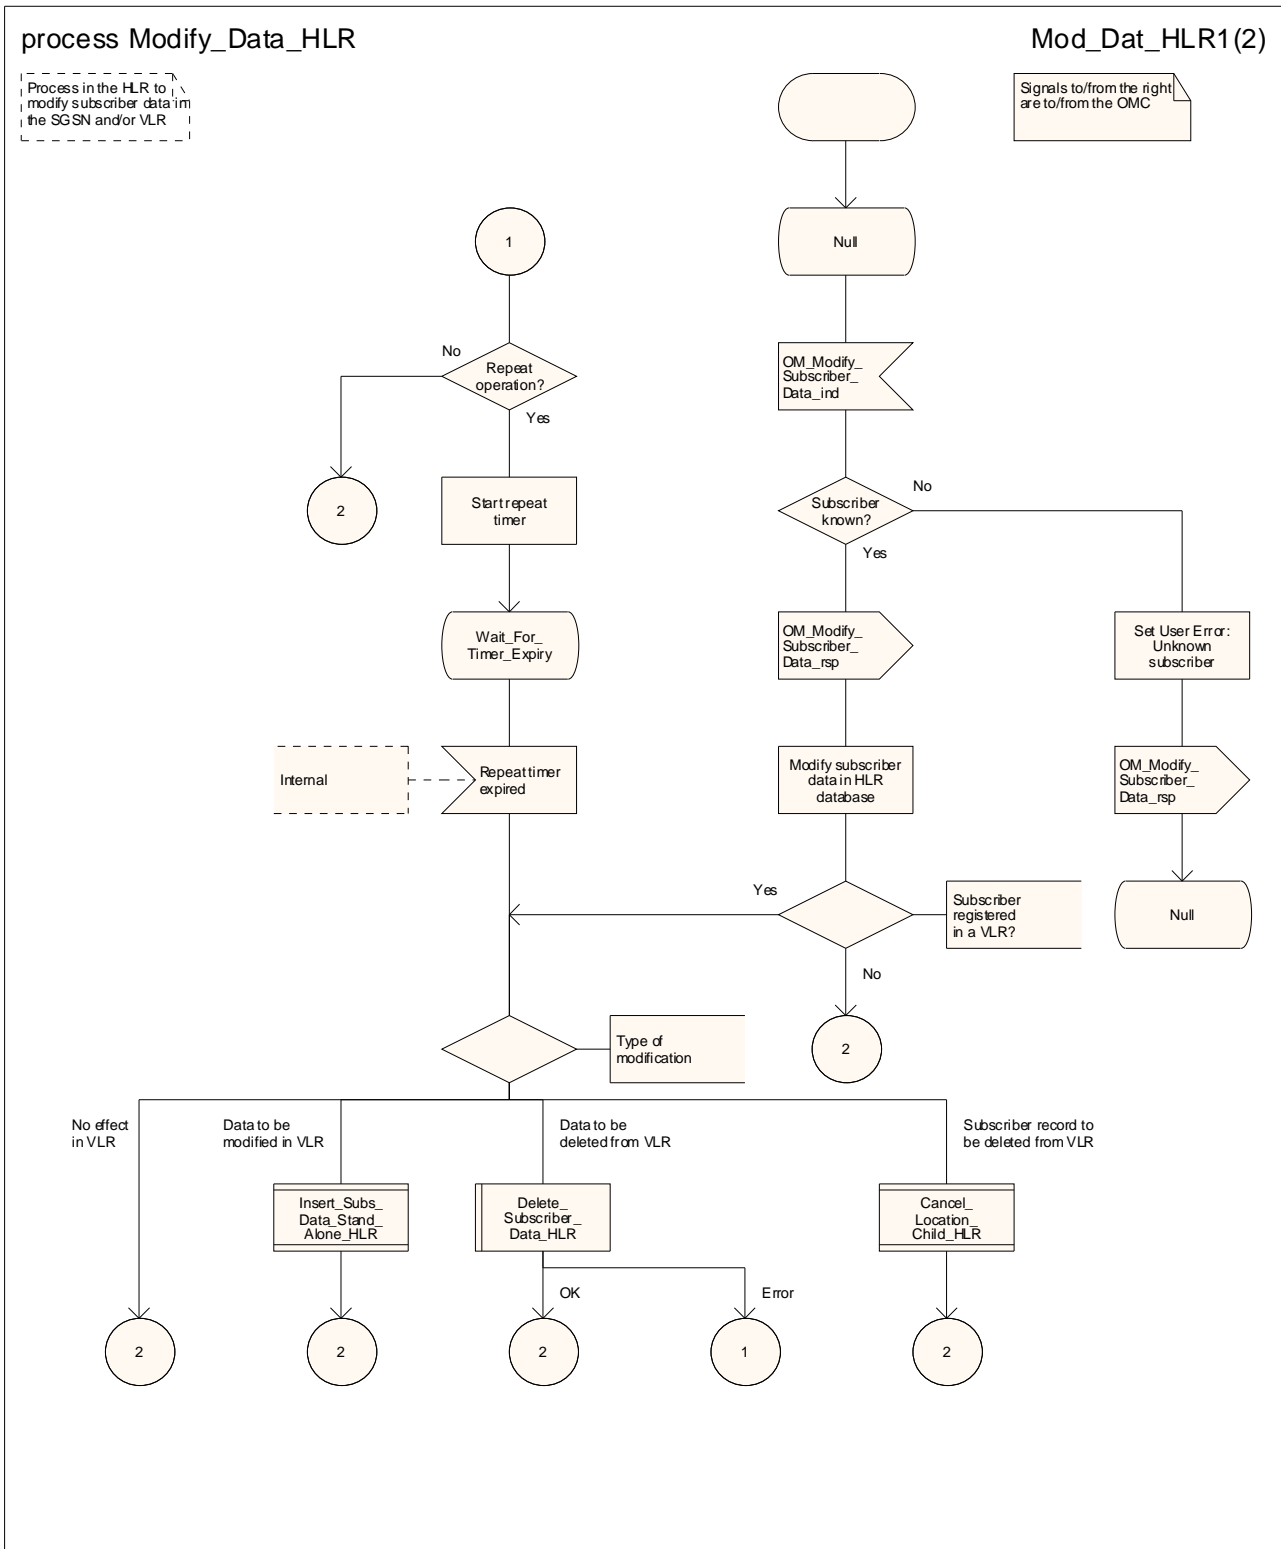 process Modify_Data_HLR
Mod_Dat_HLR1(2)
Process in the HLR to
modify subscriber data in
the SGSN and/or VLR
Signals to/from the right
are to/from the OMC
1
Null
No
Repeat
operation?
Yes
OM_Modify_
Subscriber_
Data_ind
2
Start repeat
timer
Subscriber
known?
No
Yes
Wait_For_
Timer_Expiry
OM_Modify_
Subscriber_
Data_rsp
Set User Error:
Unknown
subscriber
Internal
Repeat timer
expired
Modify subscriber
data in HLR
database
OM_Modify_
Subscriber_
Data_rsp
Yes
Subscriber
registered
in a VLR?
Null
No
Type of
modification
2
No effect
in VLR
Data to be
modified in VLR
Data to be
deleted from VLR
Subscriber record to
be deleted from VLR
Insert_Subs_
Data_Stand_
Alone_HLR
Delete_
Subscriber_
Data_HLR
Cancel_
Location_
Child_HLR
OK
Error
2
2
2
1
2